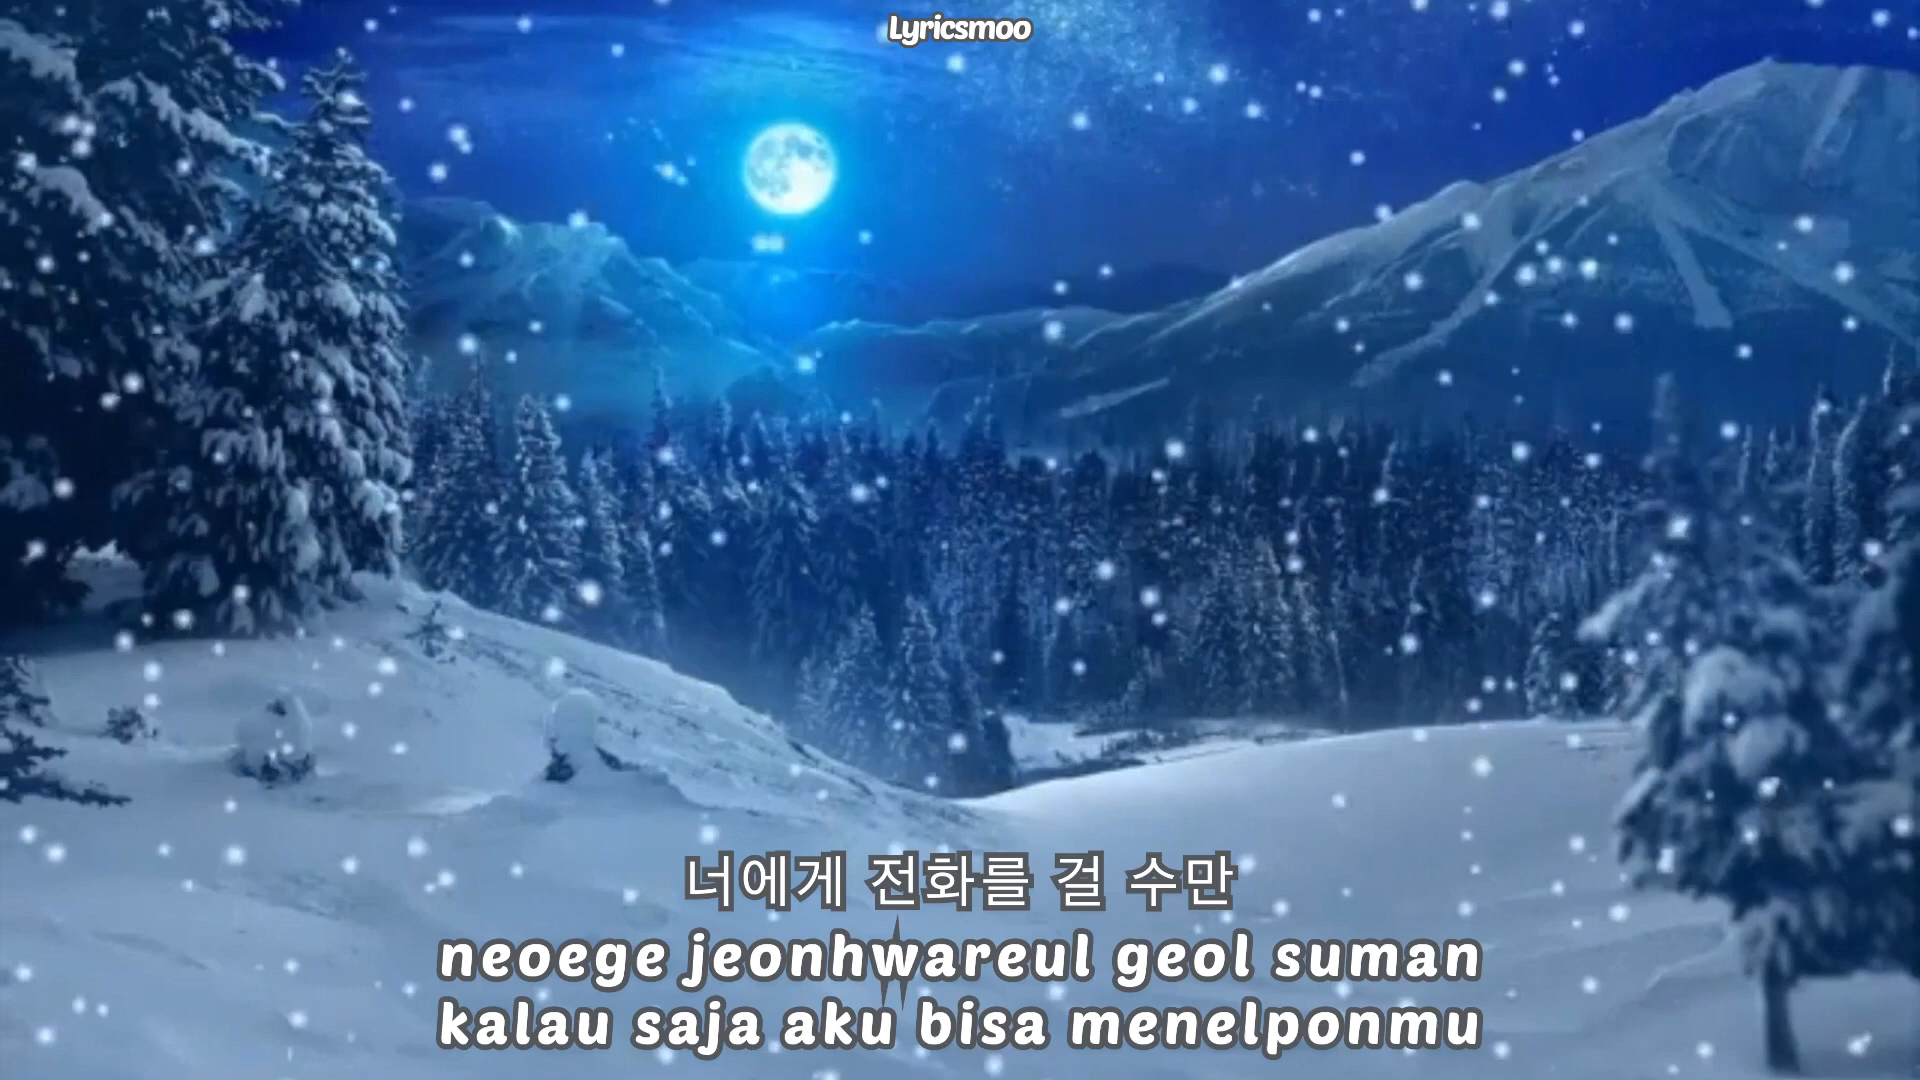 Lyricsmoo
너에게 전화를 걸 수만
neoege jeonhwareul geol suman
kalau saja aku bisa menelponmu